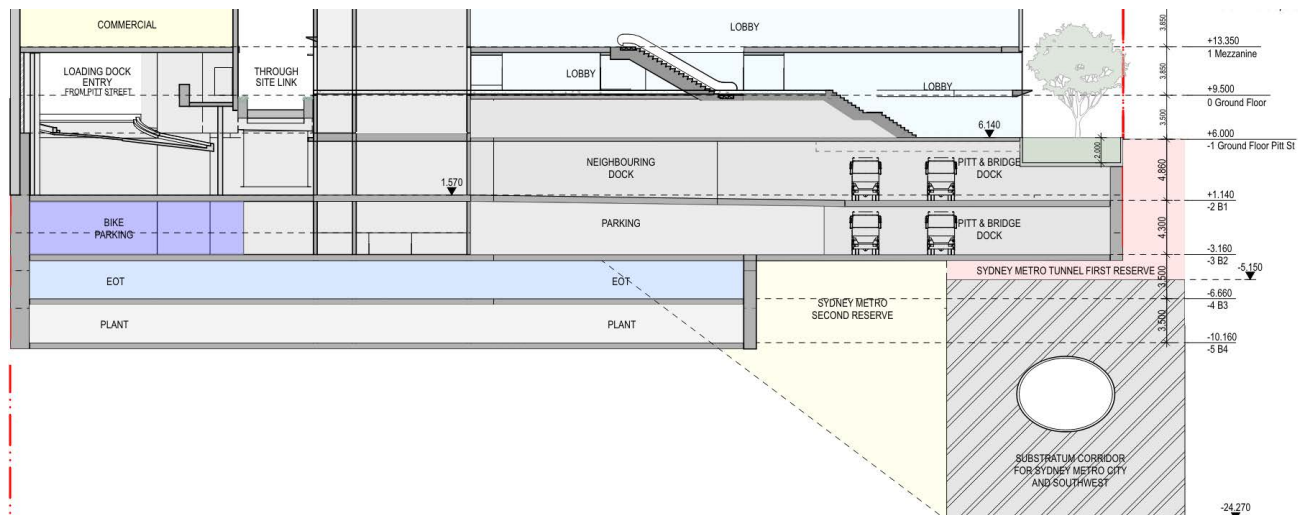 COMMERCIAL
LOBBY
3.850
+13.350
1 Mezzanine
LOADING DOCK
ENTRY
FROM PITT STREET
THROUGH
SITE LINK
LOBBY
LOBBY
3.850
+9.500
0 Ground Floor
3.500
6.140
+6.000
-1 Ground Floor Pitt St
2.000
NEIGHBOURING
DOCK
PITT & BRIDGE
DOCK
4.860
1.570
+1.140
-2 B1
BIKE
PARKING
PARKING
PITT & BRIDGE
DOCK
4.300
-3.160
-3 B2
EOT
EOT
SYDNEY METRO TUNNEL FIRST RESERVE
3.500
-5.150
-6.660
-4 B3
SYDNEY METRO
SECOND RESERVE
PLANT
PLANT
3.500
-10.160
-5 B4
SUBSTRATUM CORRIDOR
FOR SYDNEY METRO CITY
AND SOUTHWEST
-24.270